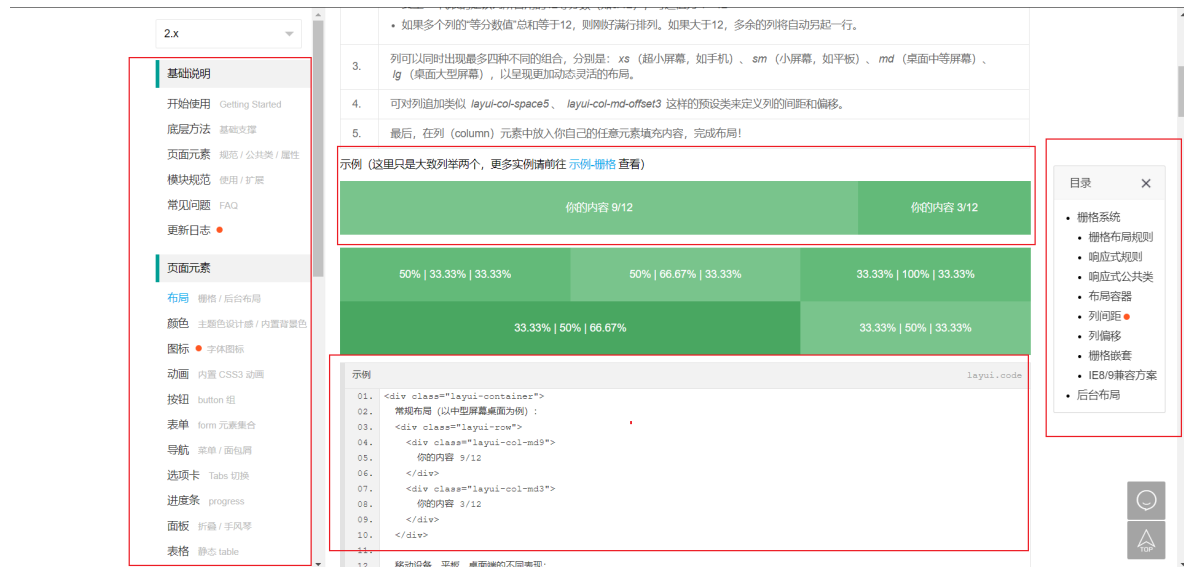 2.x
基础说明
开始使用 Getting Started
底层方法 基础支撑
页面元素 规范 / 公共类 / 属性
模块规范 使用 / 扩展
常见问题 FAQ
更新日志
页面元素
布局 栅格 / 后台布局
颜色 主题色设计感 / 内置背景色
图标 字体图标
动画 内置 CSS3 动画
按钮 button 组
表单 form 元素集合
导航 菜单 / 面包屑
选项卡 Tabs 切换
进度条 progress
面板 折叠 / 手风琴
表格 静态 table
• 如果多个列的“等分数值”总和等于12，则刚好满行排列。如果大于12，多余的列将自动另起一行。
3. 列可以同时出现最多四种不同的组合，分别是：xs（超小屏幕，如手机）、sm（小屏幕，如平板）、md（桌面中等屏幕）、
lg（桌面大型屏幕），以呈现更加动态灵活的布局。
4. 可对列追加类似 layui-col-space5、 layui-col-md-offset3 这样的预设类来定义列的间距和偏移。
5. 最后，在列（column）元素中放入你自己的任意元素填充内容，完成布局！
示例（这里只是大致列举两个，更多实例请前往 示例-栅格 查看）
你的内容 9/12 你的内容 3/12
50% | 33.33% | 33.33% 50% | 66.67% | 33.33% 33.33% | 100% | 33.33%
33.33% | 50% | 66.67% 33.33% | 50% | 33.33%
示例 layui.code
01. <div class="layui-container">
02. 常规布局（以中型屏幕桌面为例）：
03. <div class="layui-row">
04. <div class="layui-col-md9">
05. 你的内容 9/12
06. </div>
07. <div class="layui-col-md3">
08. 你的内容 3/12
09. </div>
10. </div>
11.
12. 移动设备、平板、桌面端的不同表现：
目录 ×
• 栅格系统
• 栅格布局规则
• 响应式规则
• 响应式公共类
• 布局容器
• 列间距
• 列偏移
• 栅格嵌套
• IE8/9兼容方案
• 后台布局
TOP